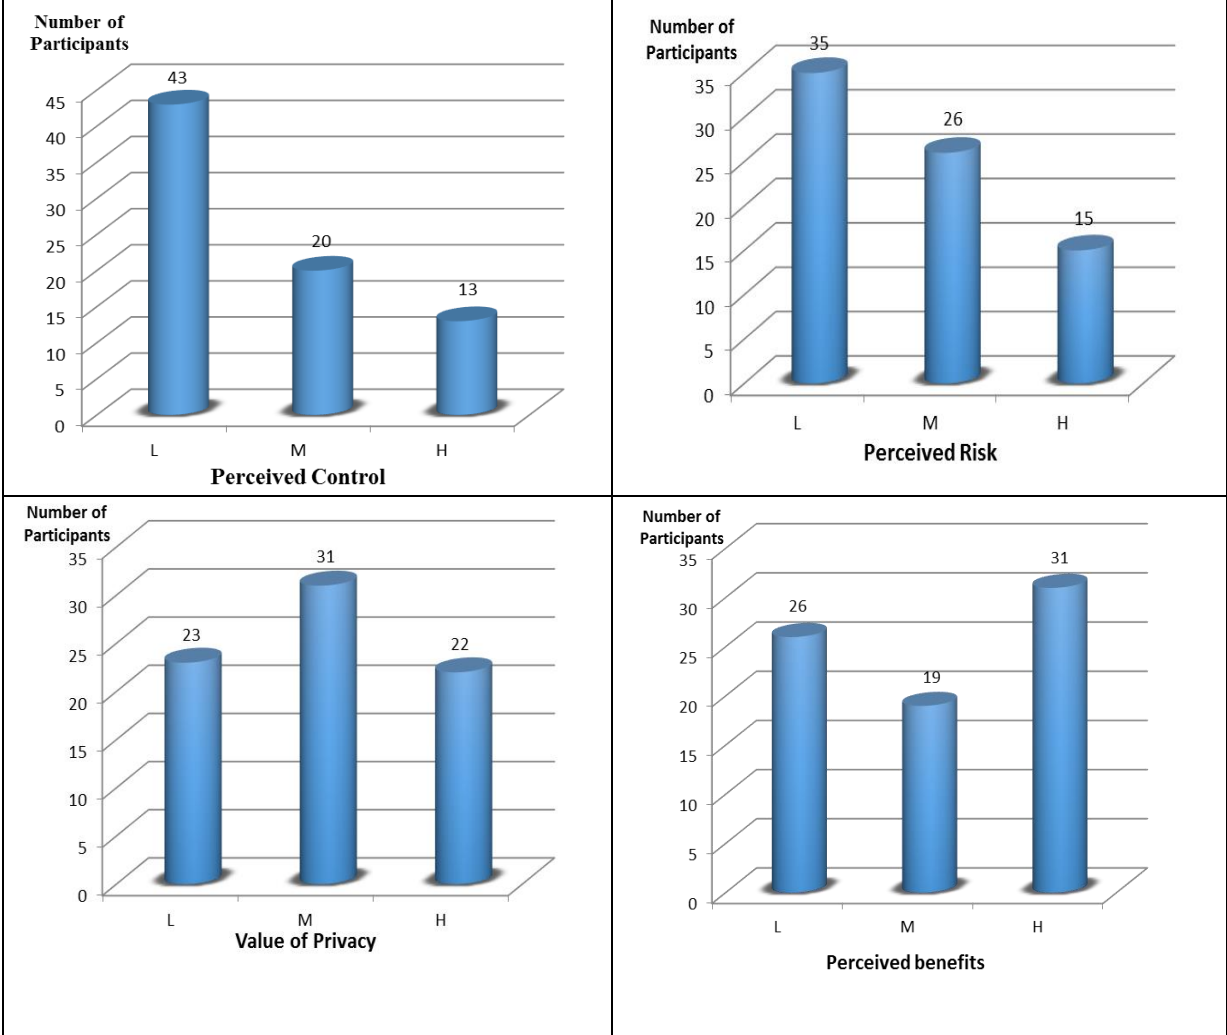 Number of
Participants
43
45
40
35
30
25
20
15
10
5
0
20
13
L M H
Perceived Control
Number of
Participants
35
35
30
25
20
15
10
5
0
26
15
L M H
Perceived Risk
Number of
Participants
35
30
25
20
15
10
5
0
23
31
22
L M H
Value of Privacy
Number of
Participants
35
30
25
20
15
10
5
0
26
19
31
L M H
Perceived benefits